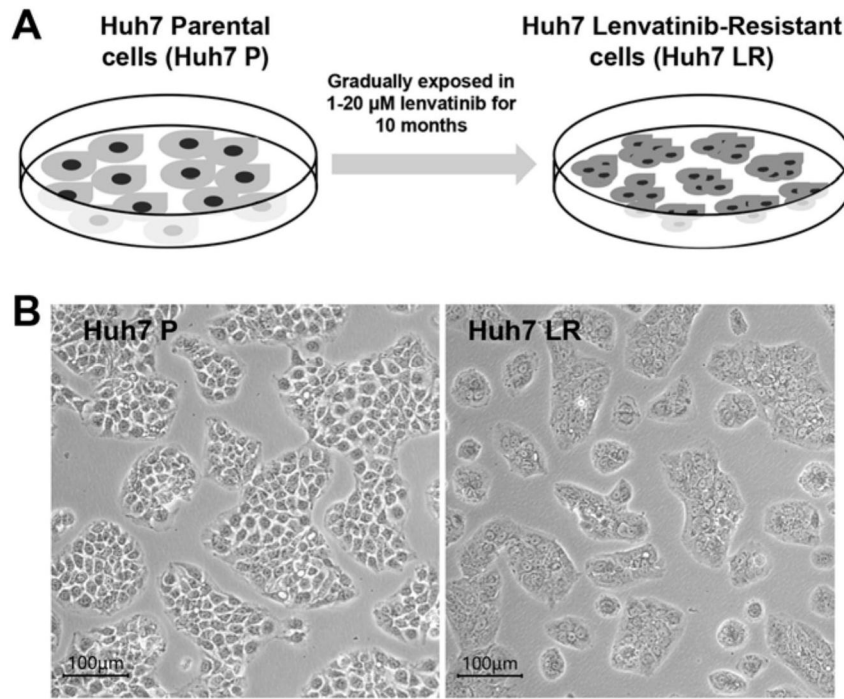 A
Huh7 Parental
cells (Huh7 P)
Gradually exposed in
1-20 μM lenvatinib for
10 months
Huh7 Lenvatinib-Resistant
cells (Huh7 LR)
B
Huh7 P
100μm
Huh7 LR
100μm